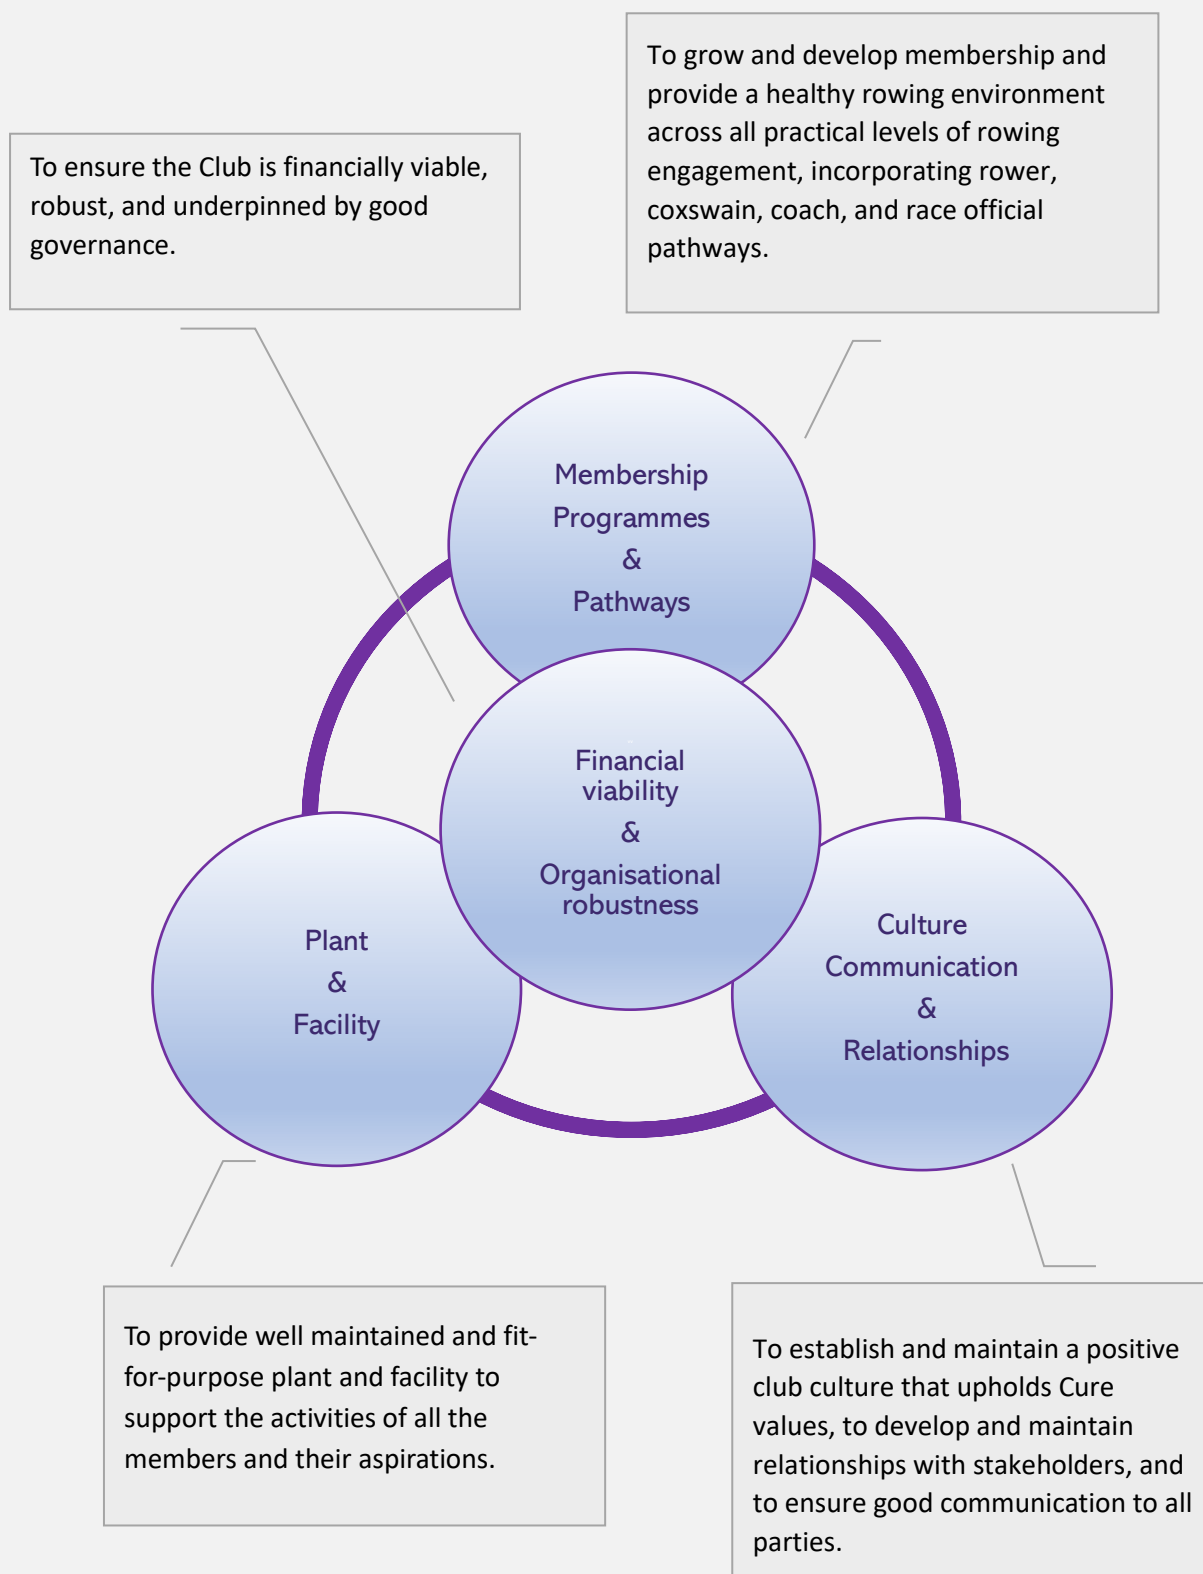 To grow and develop membership and
provide a healthy rowing environment
across all practical levels of rowing
engagement, incorporating rower,
coxswain, coach, and race official
pathways.
To ensure the Club is financially viable,
robust, and underpinned by good
governance.
Membership
Programmes
&
Pathways
Financial
viability
&
Organisational
robustness
Plant
&
Facility
Culture
Communication
&
Relationships
To provide well maintained and fit-
for-purpose plant and facility to
support the activities of all the
members and their aspirations.
To establish and maintain a positive
club culture that upholds Cure
values, to develop and maintain
relationships with stakeholders, and
to ensure good communication to all
parties.